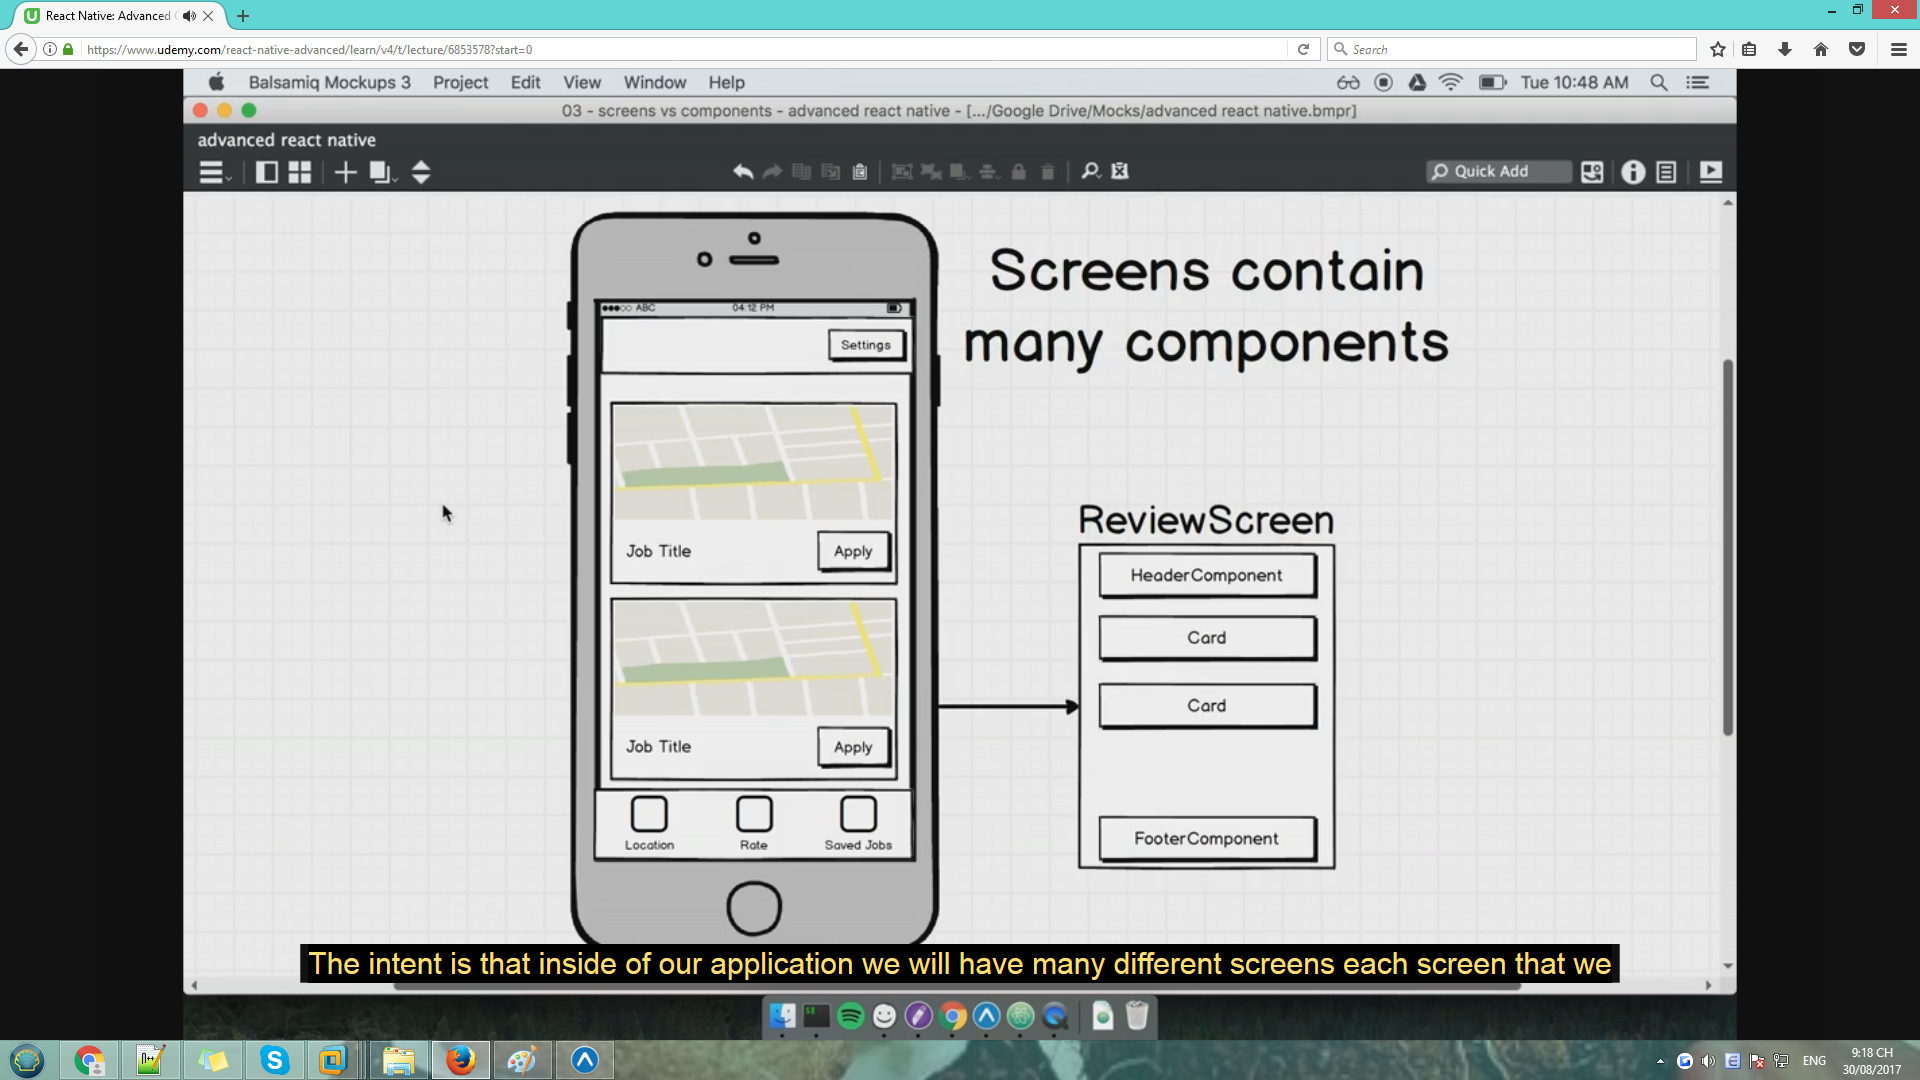 React Native: Advanced
https://www.udemy.com/react-native-advanced/learn/v4/t/lecture/6853578?start=0
Search
Balsamiq Mockups 3 Project Edit View Window Help
Tue 10:48 AM
03 - screens vs components - advanced react native - [.../Google Drive/Mocks/advanced react native.bmpr]
advanced react native
Quick Add
ABC 04:12 PM
Settings
Job Title
Apply
Job Title
Apply
Location
Rate
Saved Jobs
Screens contain
many components
ReviewScreen
HeaderComponent
Card
Card
FooterComponent
The intent is that inside of our application we will have many different screens each screen that we
ENG
9:18 CH
30/08/2017